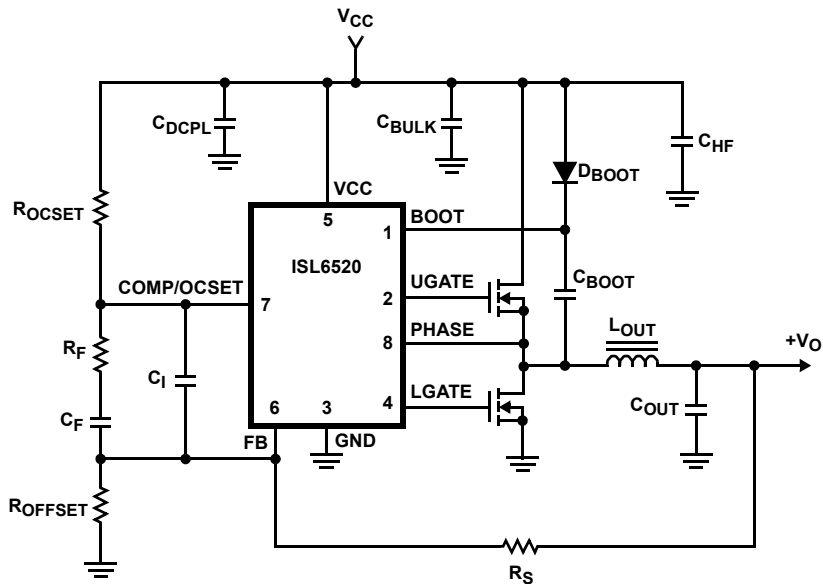 VCC
CDCPL
CBULK
CHF
DBOOT
ROCSET
VCC
5
1
BOOT
ISL6520
CBOOT
COMP/OCSET
7
2
UGATE
8
PHASE
LOUT
+VO
RF
CI
4
LGATE
COUT
CF
6
3
FB
GND
ROFFSET
RS